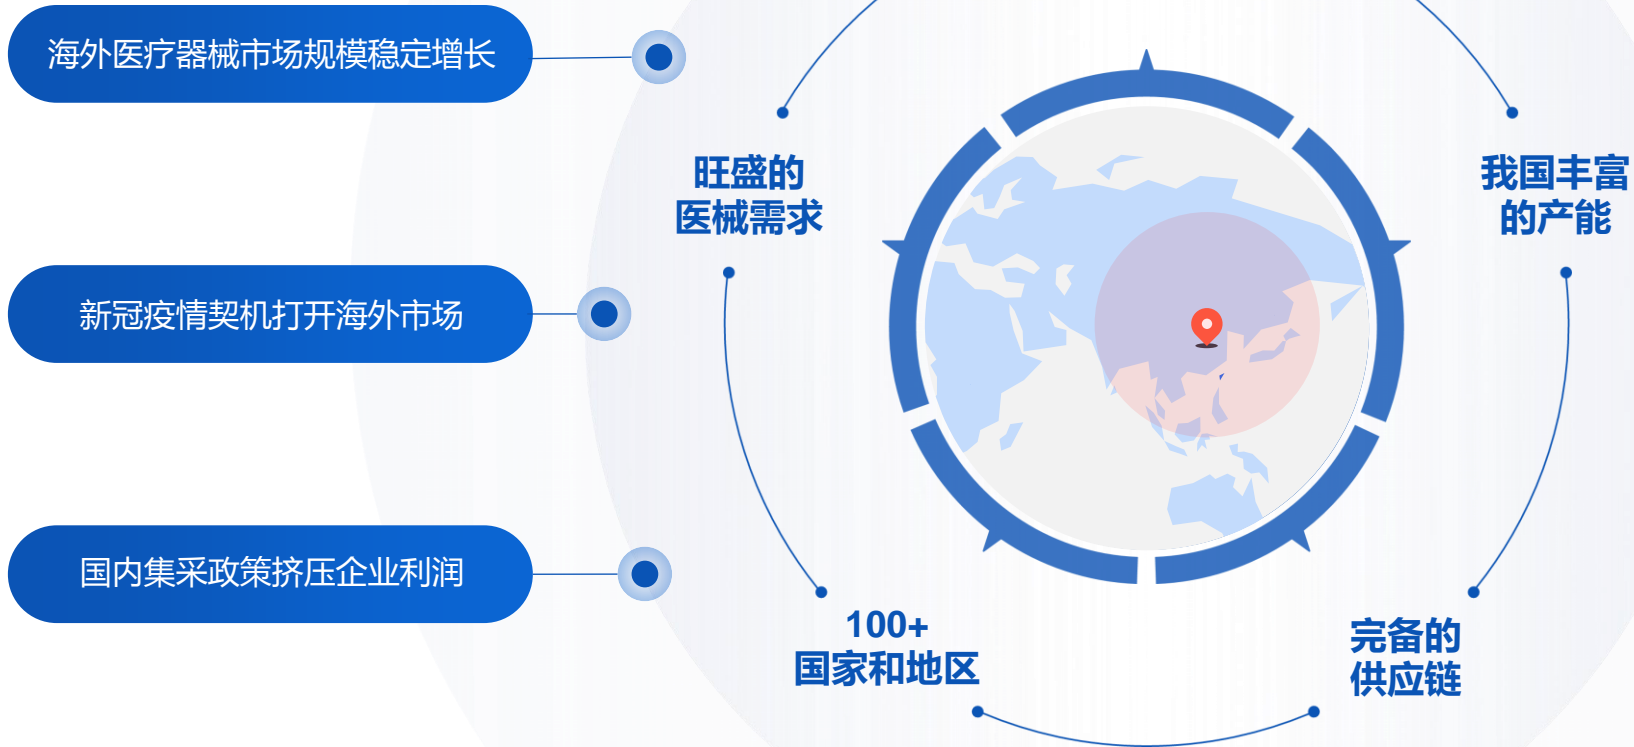 海外医疗器械市场规模稳定增长
新冠疫情契机打开海外市场
国内集采政策挤压企业利润
旺盛的
医械需求
我国丰富
的产能
100+
国家和地区
完备的
供应链